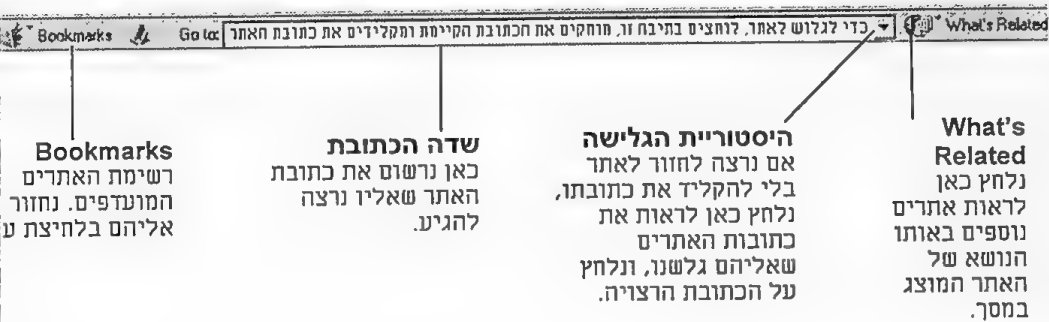 Bookmarks Go to: כדי לגלוש לאתר, לוחצים בתיבה זו, מוחקים את הכתובת הקיימת ומקלידים את כתובת האתר What's Related
What's
Related
נלחץ כאן
לראות אתרים
נוספים באותו
הנושא של
האתר המוצג
במסך.
היסטוריית הגלישה
אם נרצה לחזור לאתר
בלי להקליד את כתובתו,
נלחץ כאן לראות את
כתובות האתרים
שאליהם גלשנו, ונלחץ
על הכתובת הרצויה.
שדה הכתובת
כאן נרשום את כתובת
האתר שאליו נרצה
להגיע.
Bookmarks
רשימת האתרים
המועדפים. נחזור
אליהם בלחיצת ע